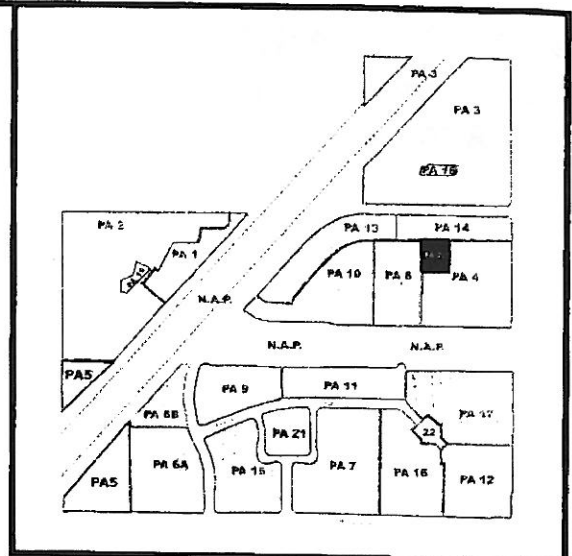 PA 3
PA 3
PA 2
PA 1
PA 13
PA 14
PA 10
PA 8
PA 4
N.A.P.
N.A.P.
N.A.P.
PA5
PA 9
PA 11
PA 6B
PA 17
22
PA 21
PA 6A
PA 15
PA 7
PA 16
PA 12
PA5